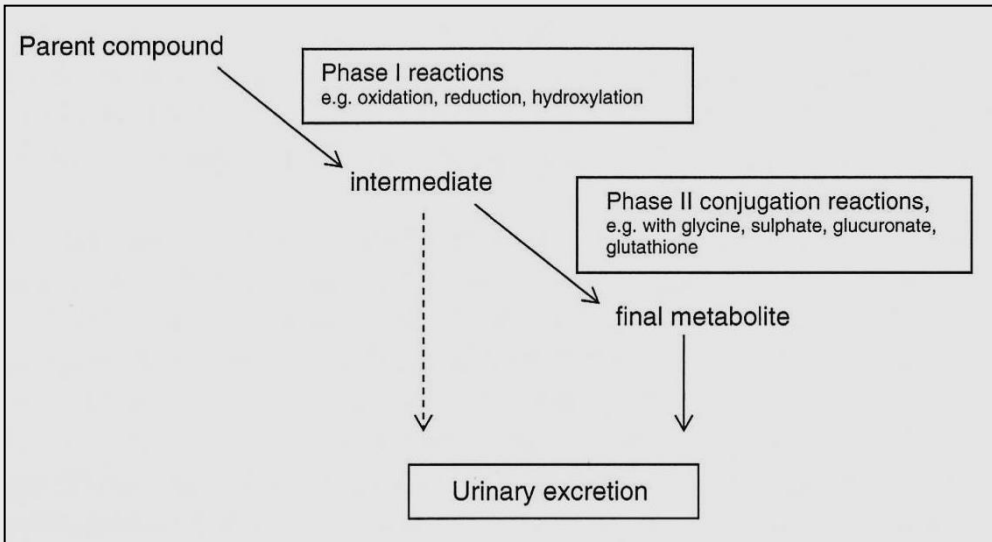 Parent compound
Phase I reactions
e.g. oxidation, reduction, hydroxylation
intermediate
Phase II conjugation reactions,
e.g. with glycine, sulphate, glucuronate,
glutathione
final metabolite
Urinary excretion